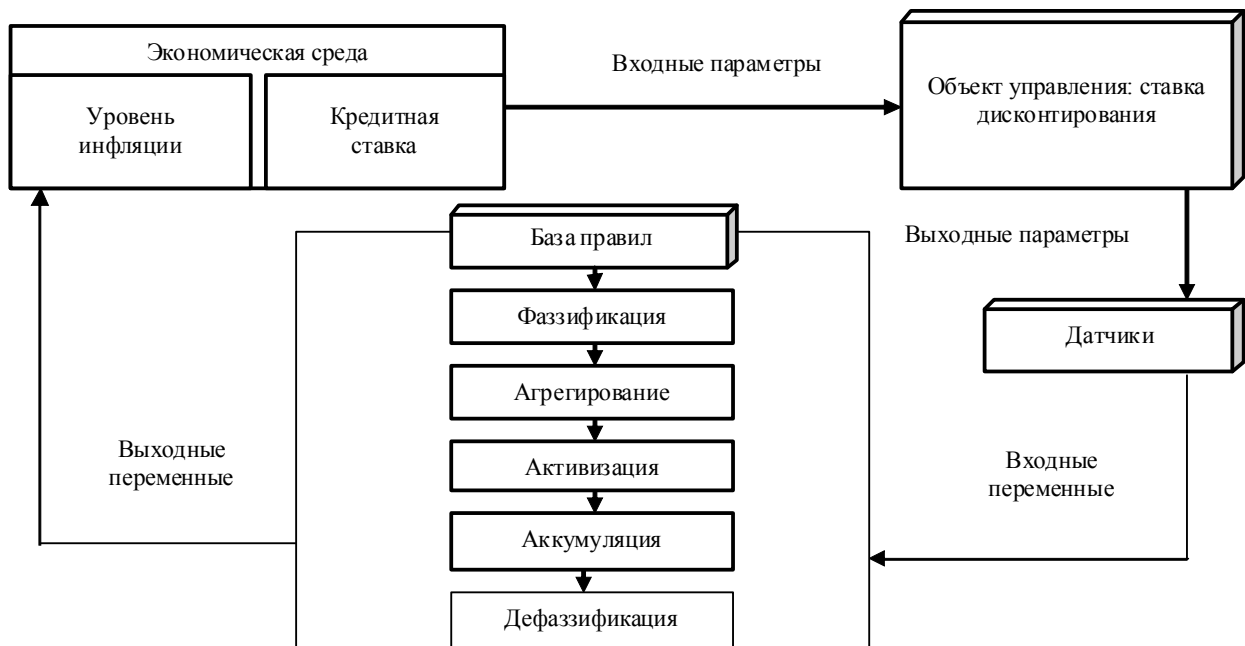 Экономическая среда
Уровень
инфляции
Кредитная
ставка
Входные параметры
Объект управления: ставка
дисконтирования
База правил
Выходные параметры
Фаззификация
Датчики
Агрегирование
Выходные
переменные
Активизация
Входные
переменные
Аккумуляция
Дефаззификация